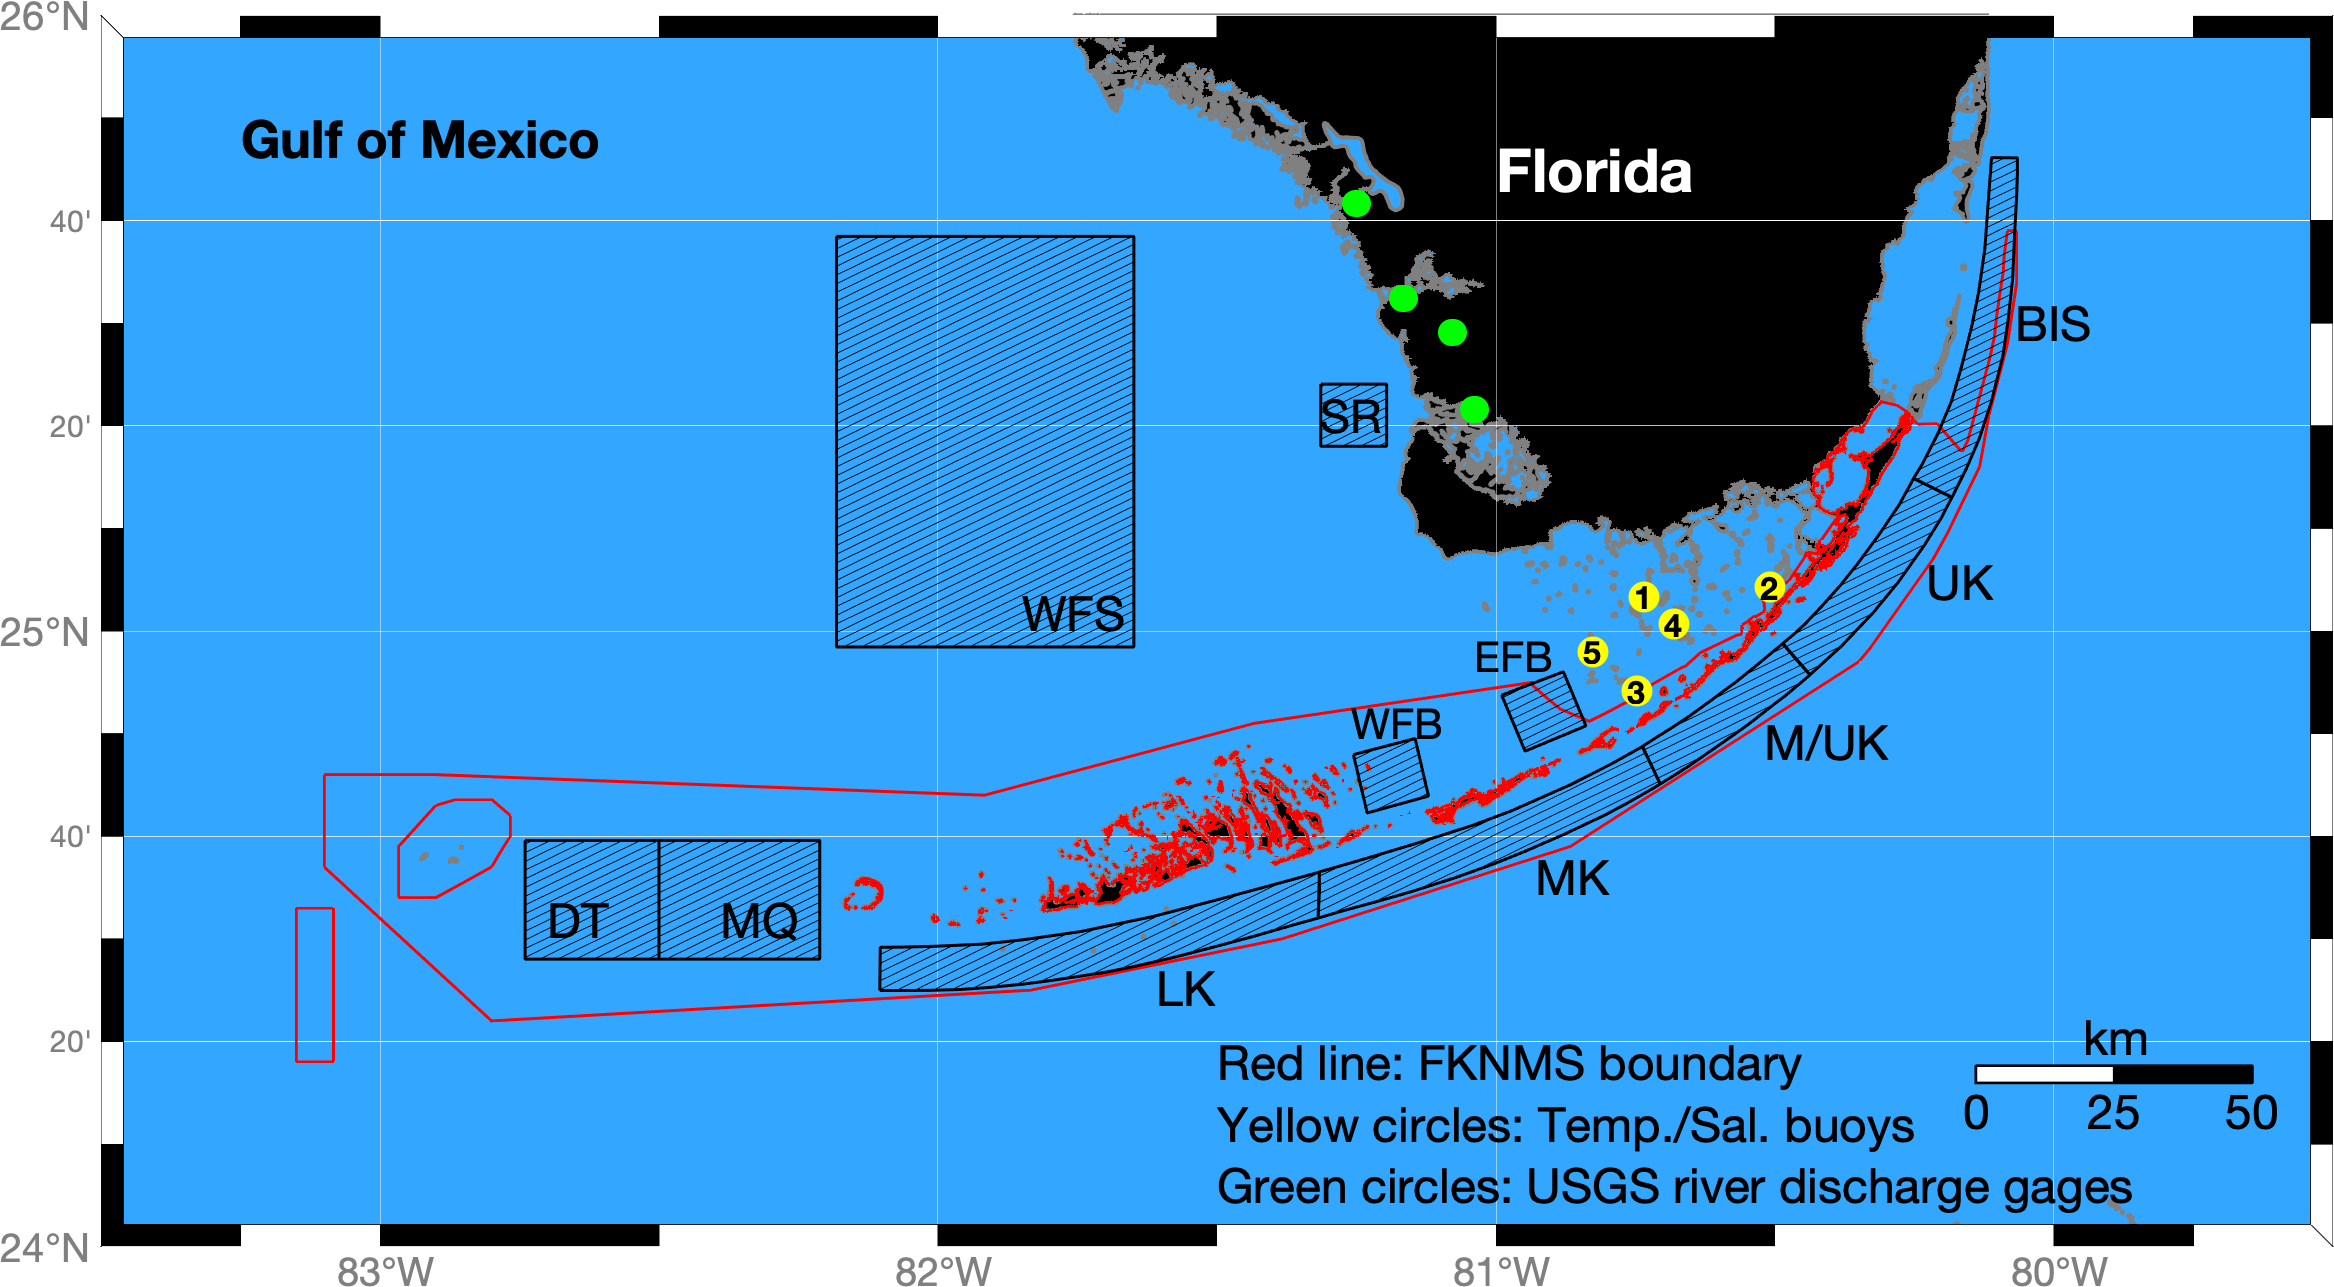 26°N
Gulf of Mexico
Florida
40'
BIS
20'
SR
UK
WFS
1
2
4
25°N
5
EFB
3
WFB
M/UK
40'
MK
DT
MQ
LK
20'
km
Red line: FKNMS boundary
0 25 50
Yellow circles: Temp./Sal. buoys
Green circles: USGS river discharge gages
24°N
83°W 82°W 81°W 80°W